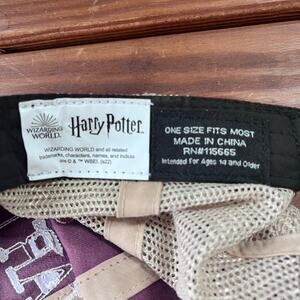 WIZARDING
WORLD
Harry Potter
WIZARDING WORLD and all related
trademarks, characters, names, and indicia
are © & ™ WBEI. (s22)
ONE SIZE FITS MOST
MADE IN CHINA
RN#115665
Intended For Ages 14 and Older